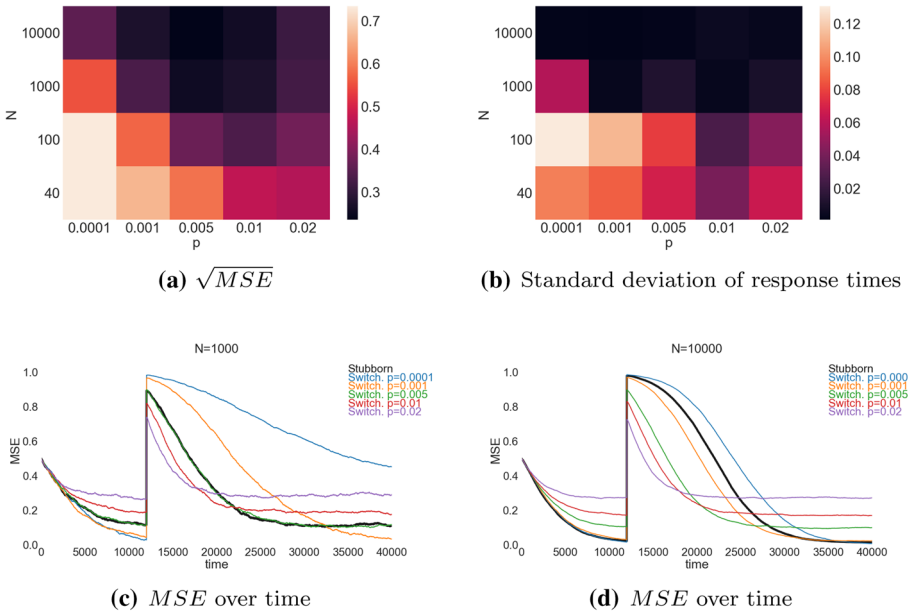 10000
1000
100
40
N
0.0001 0.001 0.005 0.01 0.02
p
0.7
0.6
0.5
0.4
0.3
(a) √MSE
10000
1000
100
40
N
0.0001 0.001 0.005 0.01 0.02
p
0.12
0.10
0.08
0.06
0.04
0.02
(b) Standard deviation of response times
N=1000
Stubborn
Switch. p=0.0001
Switch. p=0.001
Switch. p=0.005
Switch. p=0.01
Switch. p=0.02
1.0
0.8
0.6
0.4
0.2
0.0
MSE
0 5000 10000 15000 20000 25000 30000 35000 40000
time
(c) MSE over time
N=10000
Stubborn
Switch. p=0.000
Switch. p=0.001
Switch. p=0.005
Switch. p=0.01
Switch. p=0.02
1.0
0.8
0.6
0.4
0.2
0.0
MSE
0 5000 10000 15000 20000 25000 30000 35000 40000
time
(d) MSE over time